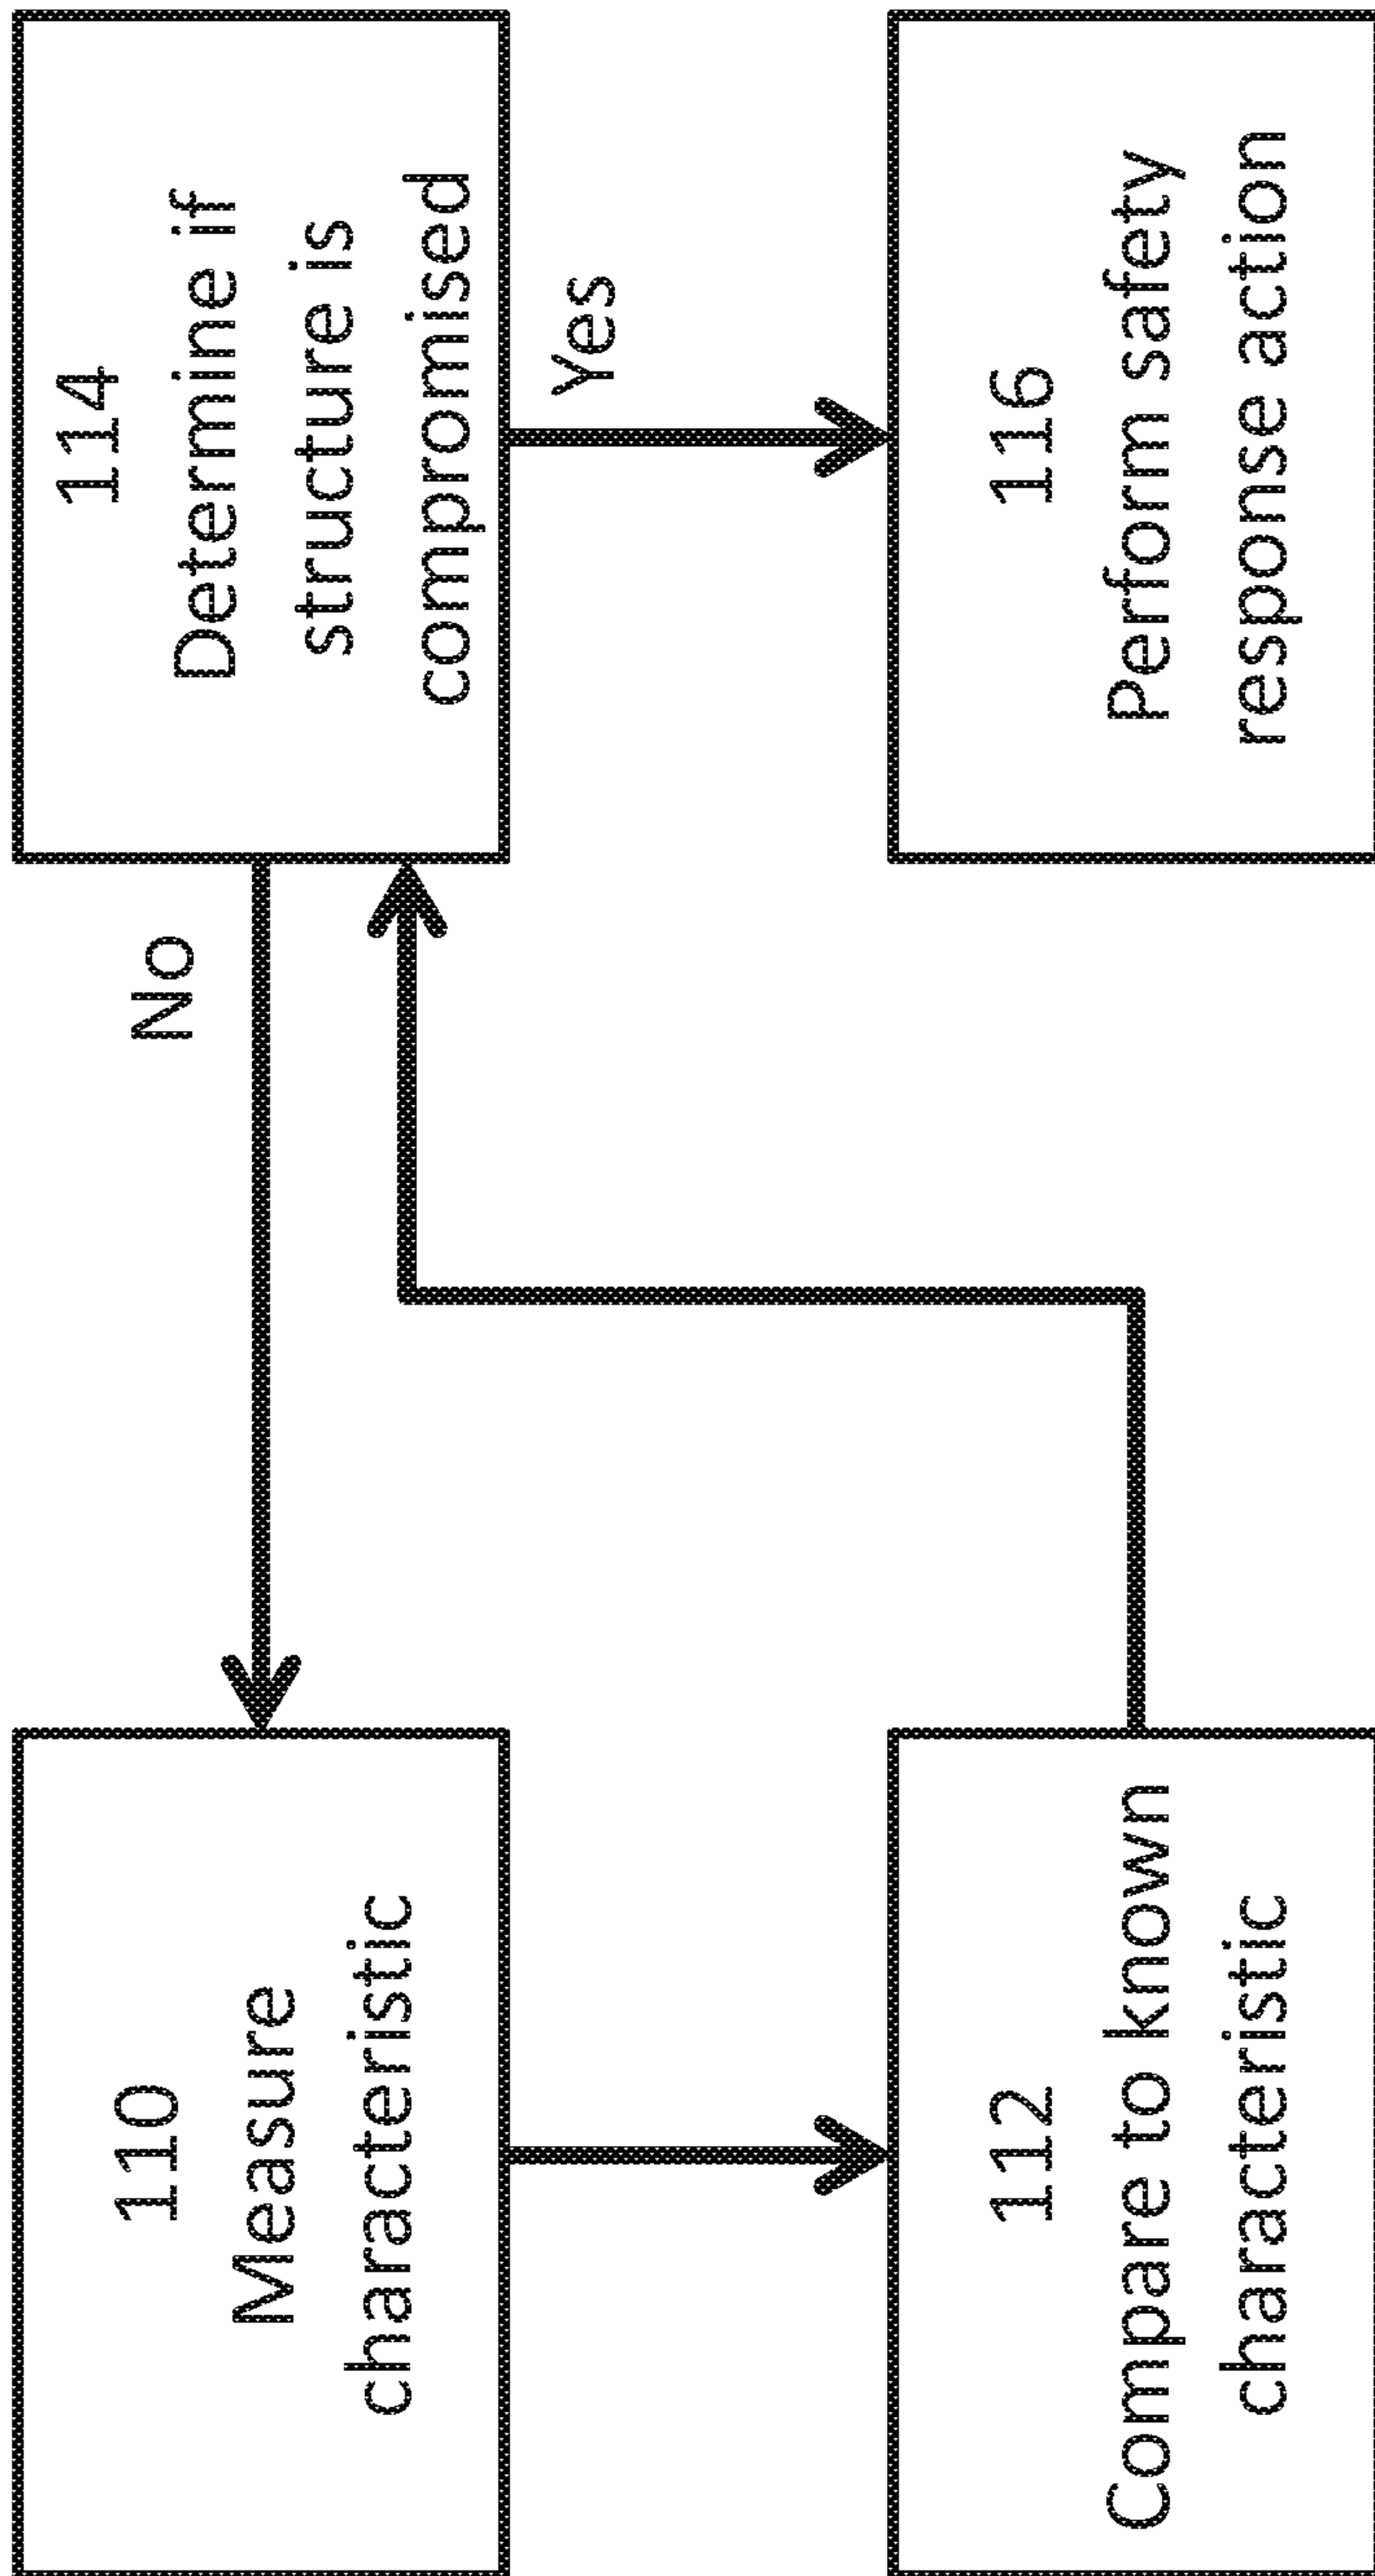 110
Measure
characteristic
112
Compare to known
characteristic
No
114
Determine if
structure is
compromised
Yes
116
Perform safety
response action